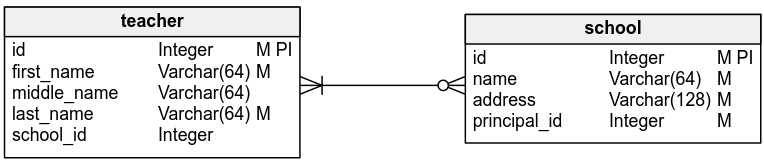 teacher
id Integer M PI
first_name Varchar(64) M
middle_name Varchar(64)
last_name Varchar(64) M
school_id Integer
school
id Integer M PI
name Varchar(64) M
address Varchar(128) M
principal_id Integer M